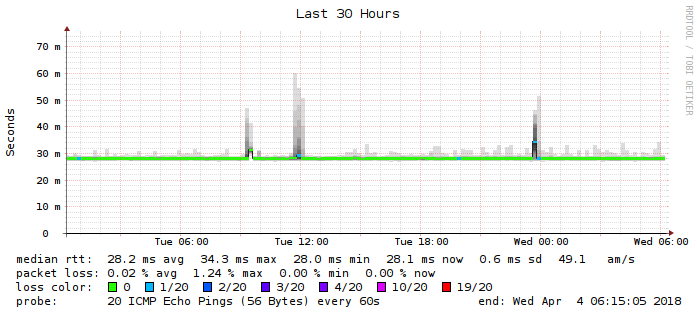 Last 30 Hours
RRDTOOL / TOBI OETIKER
Seconds
70 m
60 m
50 m
40 m
30 m
20 m
10 m
0
Tue 06:00 Tue 12:00 Tue 18:00 Wed 00:00 Wed 06:00
median rtt: 28.2 ms avg 34.3 ms max 28.0 ms min 28.1 ms now 0.6 ms sd 49.1 am/s
packet loss: 0.02 % avg 1.24 % max 0.00 % min 0.00 % now
loss color: 0 1/20 2/20 3/20 4/20 10/20 19/20
probe: 20 ICMP Echo Pings (56 Bytes) every 60s end: Wed Apr 4 06:15:05 2018